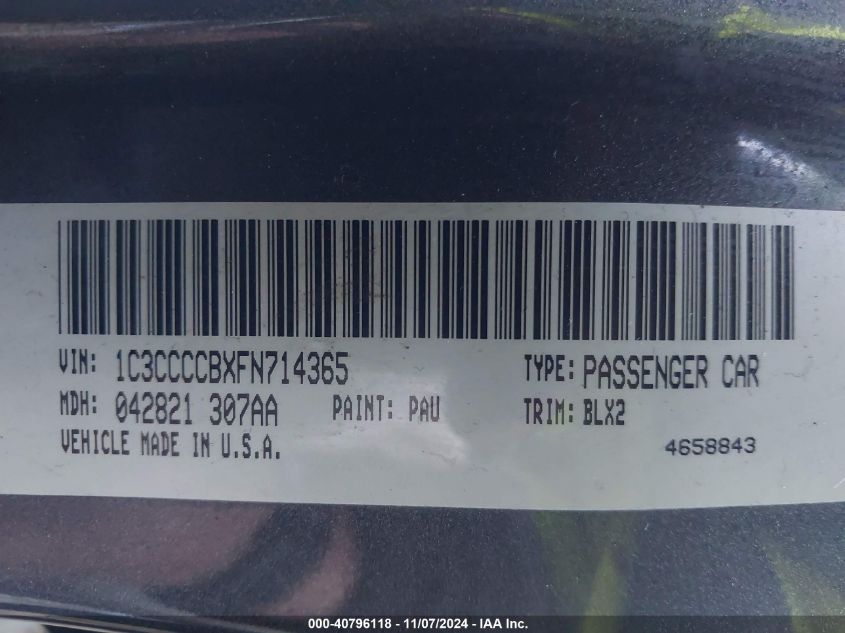 VIN: 1C3CCCCBXFN714365 TYPE: PASSENGER CAR
MDH: 042821 307AA PAINT: PAU TRIM: BLX2
VEHICLE MADE IN U.S.A. 4658843
000-40796118 - 11/07/2024 - IAA Inc.